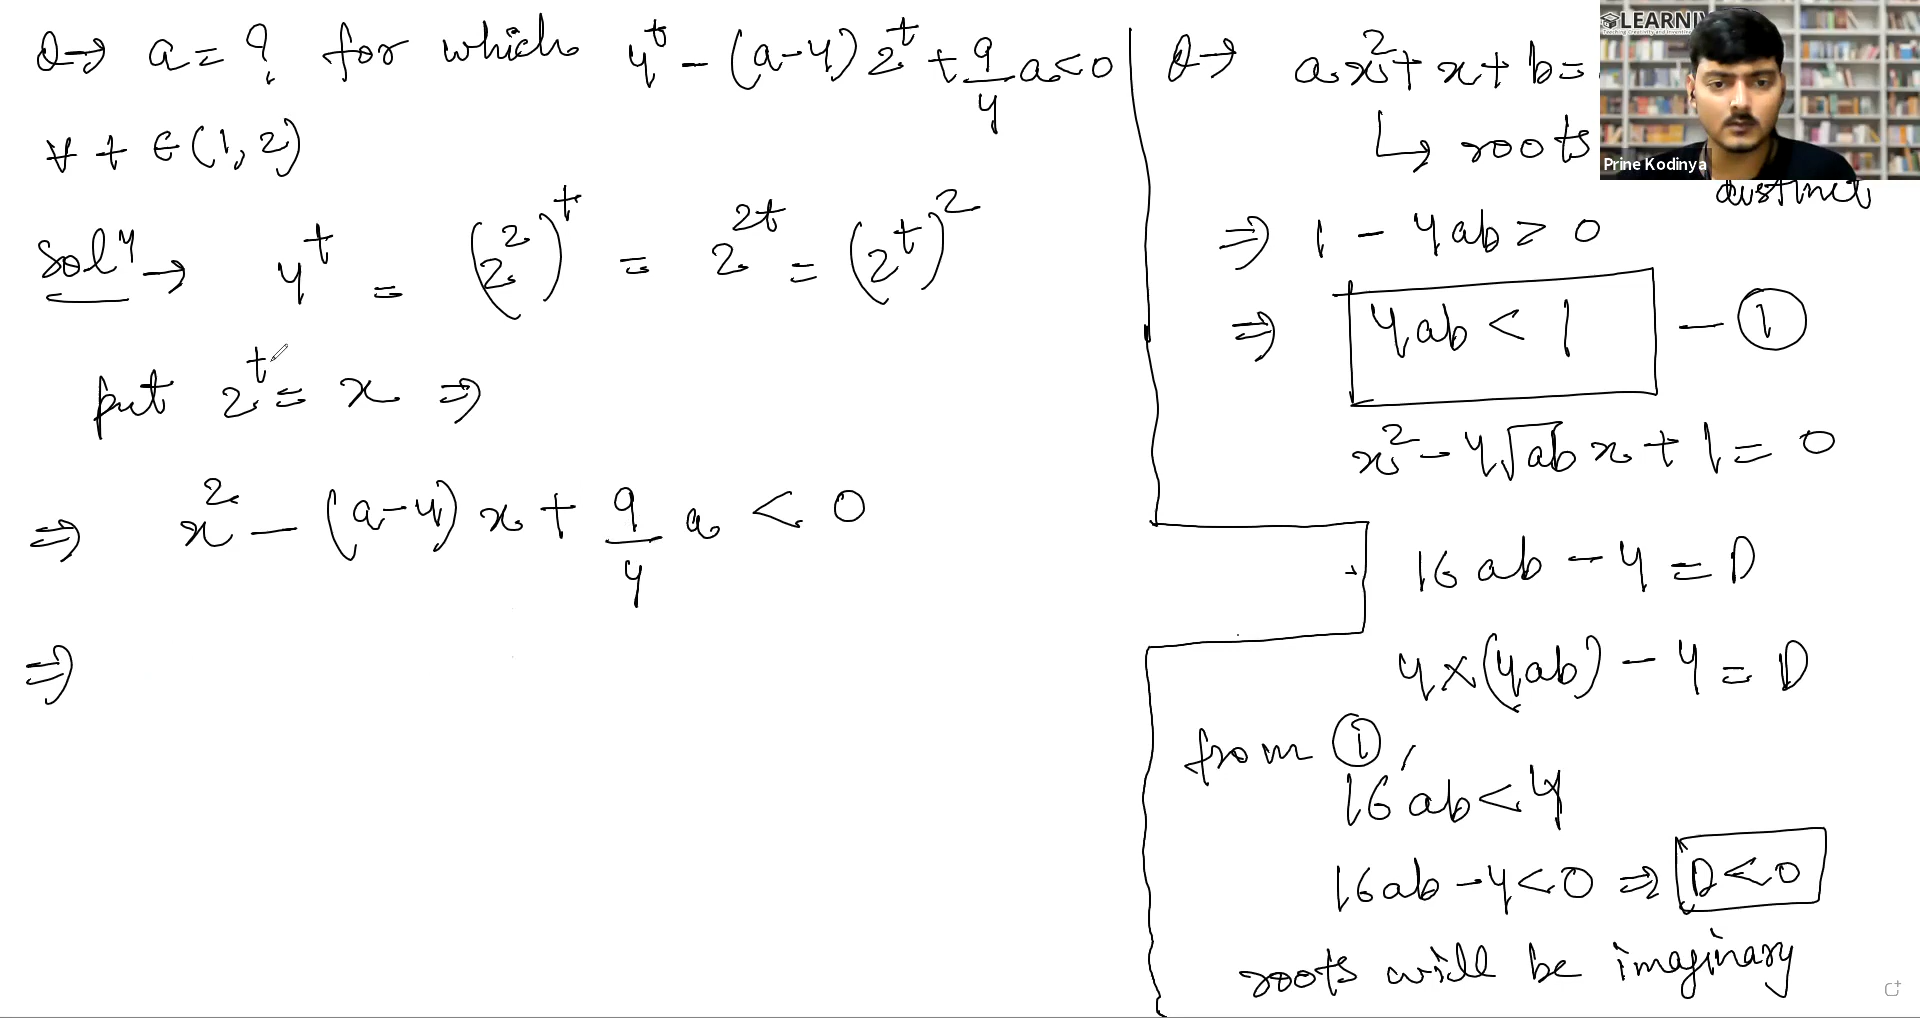 Q→ a = ? for which 4^t - (a-4) 2^t + 9/4 a < 0
∀ t ∈ (1, 2)
Solⁿ → 4^t = (2^2)^t = 2^2t = (2^t)^2
put 2^t = x ⇒
⇒ x^2 - (a-4) x + 9/4 a < 0
⇒
Q→ ax^2 + x + b =
↳ roots
distinct
⇒ 1 - 4ab > 0
⇒ 4ab < 1 — ①
x^2 - 4√ab x + 1 = 0
16 ab - 4 = D
4 × (4ab) - 4 = D
from ①,
16 ab < 4
16ab - 4 < 0 ⇒ D < 0
roots will be imaginary
LEARNI
Prine Kodinya